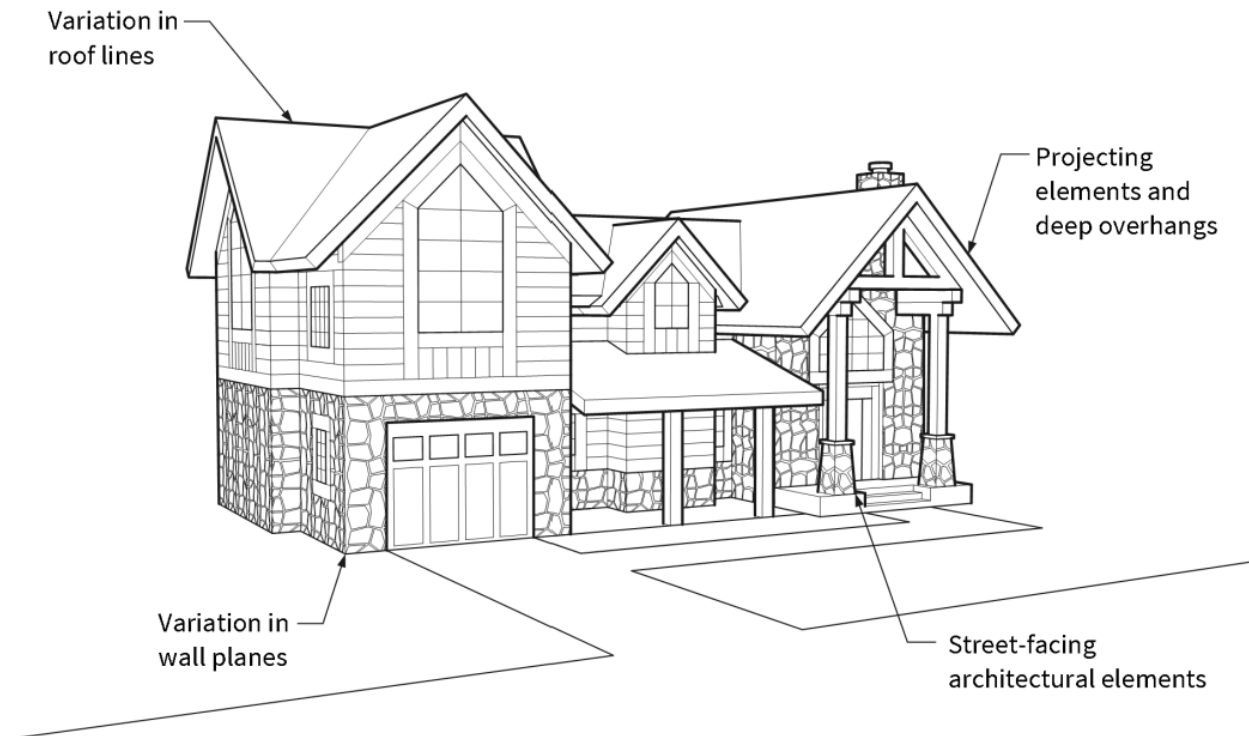 Variation in
roof lines
Projecting
elements and
deep overhangs
Variation in
wall planes
Street-facing
architectural elements